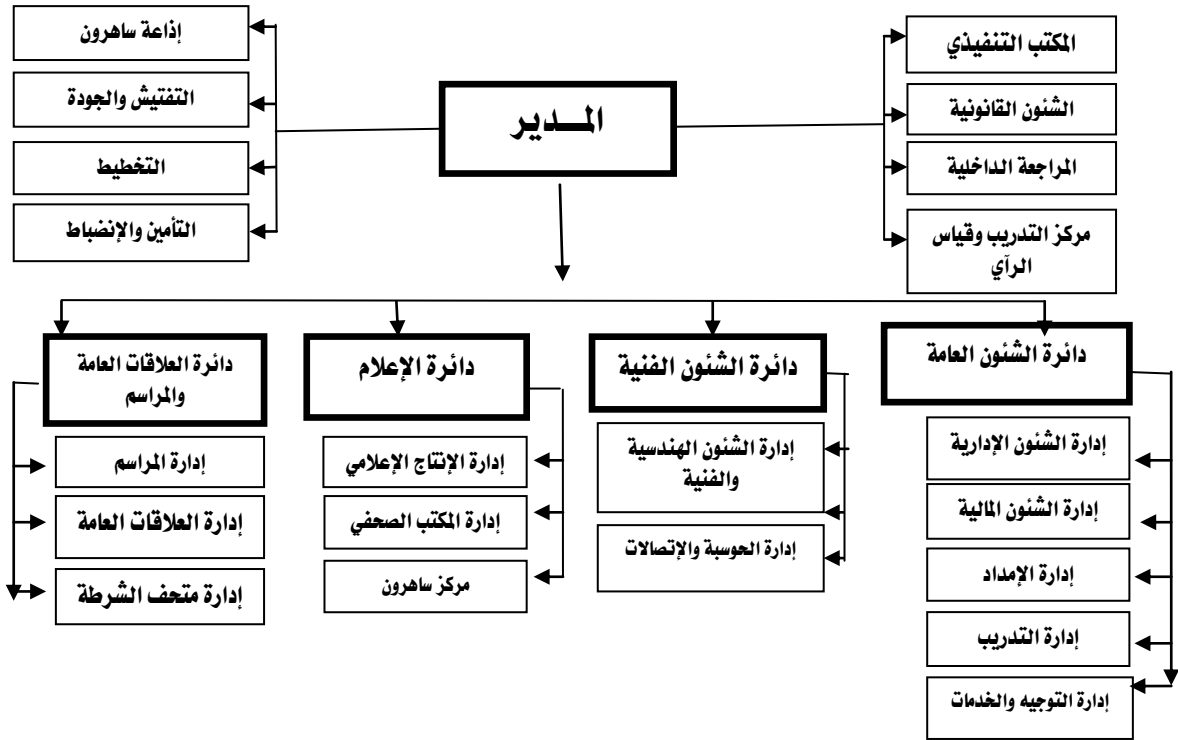 المـــدير
المكتب التنفيذي
الشئون القانونية
المراجعة الداخلية
مركز التدريب وقياس
الرآي
إذاعة ساهرون
التفتيش والجودة
التخطيط
التأمين والإنضباط
دائرة الشئون العامة
إدارة الشئون الإدارية
إدارة الشئون المالية
إدارة الإمداد
إدارة التدريب
إدارة التوجيه والخدمات
دائرة الشئون الفنية
إدارة الشئون الهندسية
والفنية
إدارة الحوسبة والإتصالات
دائرة الإعلام
إدارة الإنتاج الإعلامي
إدارة المكتب الصحفي
مركز ساهرون
دائرة العلاقات العامة
والمراسم
إدارة المراسم
إدارة العلاقات العامة
إدارة متحف الشرطة